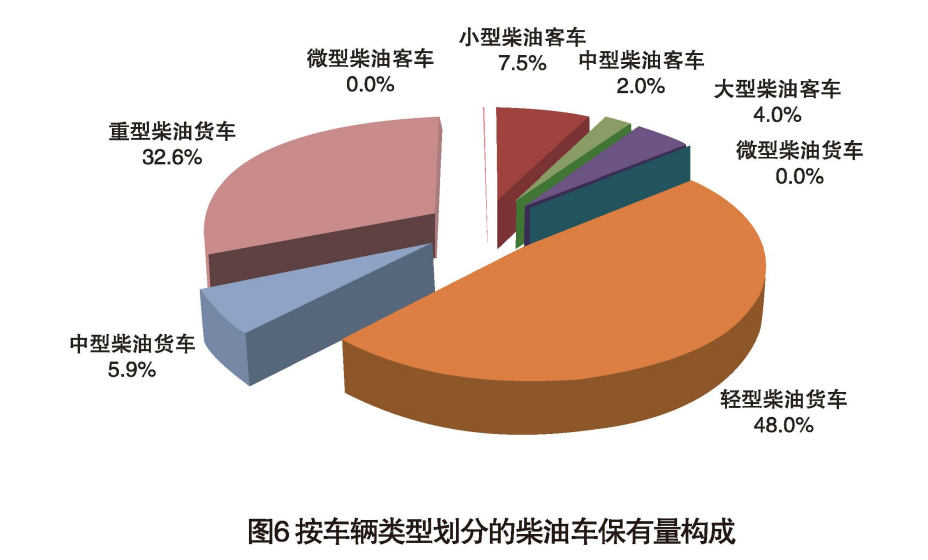 小型柴油客车
7.5%
微型柴油客车
0.0%
中型柴油客车
2.0%
大型柴油客车
4.0%
重型柴油货车
32.6%
微型柴油货车
0.0%
中型柴油货车
5.9%
轻型柴油货车
48.0%
图6 按车辆类型划分的柴油车保有量构成